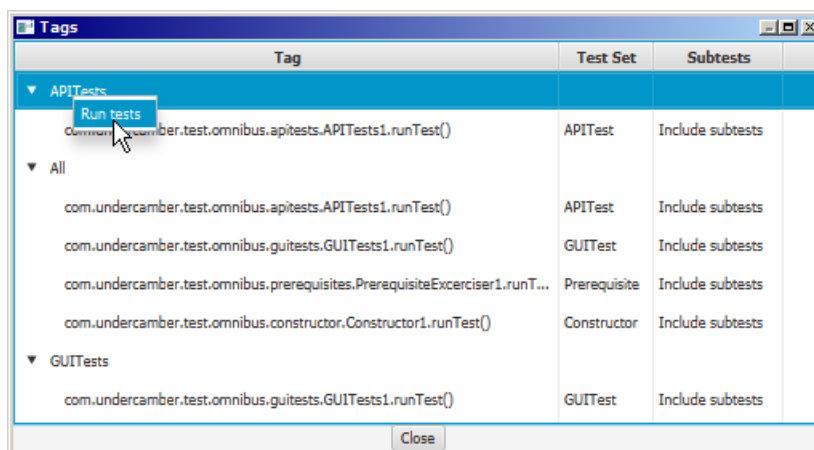 Tags
Tag Test Set Subtests
APITests
Run tests
com.undercamber.test.omnibus.apitests.APITests1.runTest() APITest Include subtests
All
com.undercamber.test.omnibus.apitests.APITests1.runTest() APITest Include subtests
com.undercamber.test.omnibus.guitests.GUITests1.runTest() GUITest Include subtests
com.undercamber.test.omnibus.prerequisites.PrerequisiteExcerciser1.runT... Prerequisite Include subtests
com.undercamber.test.omnibus.constructor.Constructor1.runTest() Constructor Include subtests
GUITests
com.undercamber.test.omnibus.guitests.GUITests1.runTest() GUITest Include subtests
Close